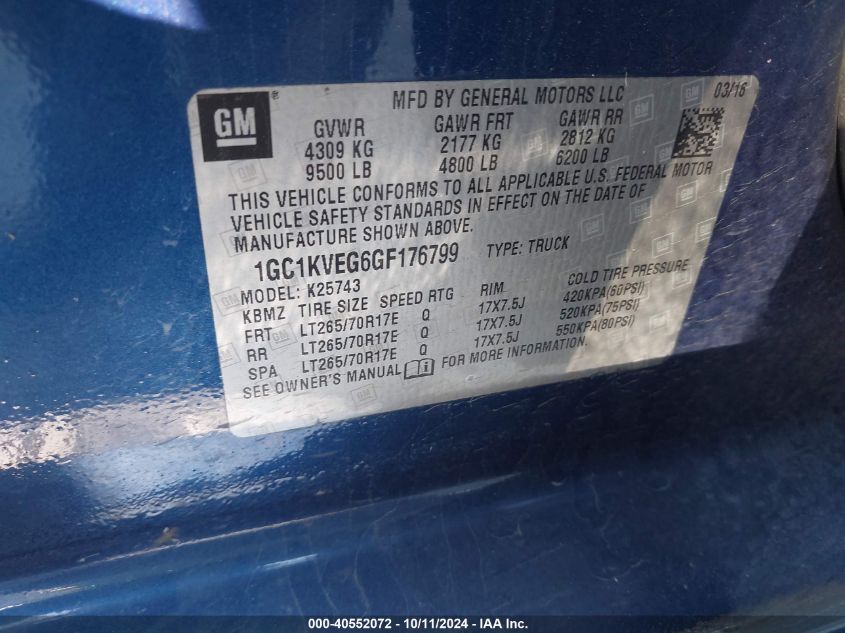 GM
MFD BY GENERAL MOTORS LLC
03/16
GVWR GAWR FRT GAWR RR
4309 KG 2177 KG 2812 KG
9500 LB 4800 LB 6200 LB
THIS VEHICLE CONFORMS TO ALL APPLICABLE U.S. FEDERAL MOTOR
VEHICLE SAFETY STANDARDS IN EFFECT ON THE DATE OF
MANUFACTURE SHOWN ABOVE.
1GC1KVEG6GF176799 TYPE: TRUCK
MODEL: K25743
KBMZ TIRE SIZE SPEED RTG RIM COLD TIRE PRESSURE
FRT LT265/70R17E Q 17X7.5J 420KPA(60PSI)
RR LT265/70R17E Q 17X7.5J 520KPA(75PSI)
SPA LT265/70R17E Q 17X7.5J 550KPA(80PSI)
SEE OWNER'S MANUAL FOR MORE INFORMATION.
000-40552072 - 10/11/2024 - IAAI Inc.